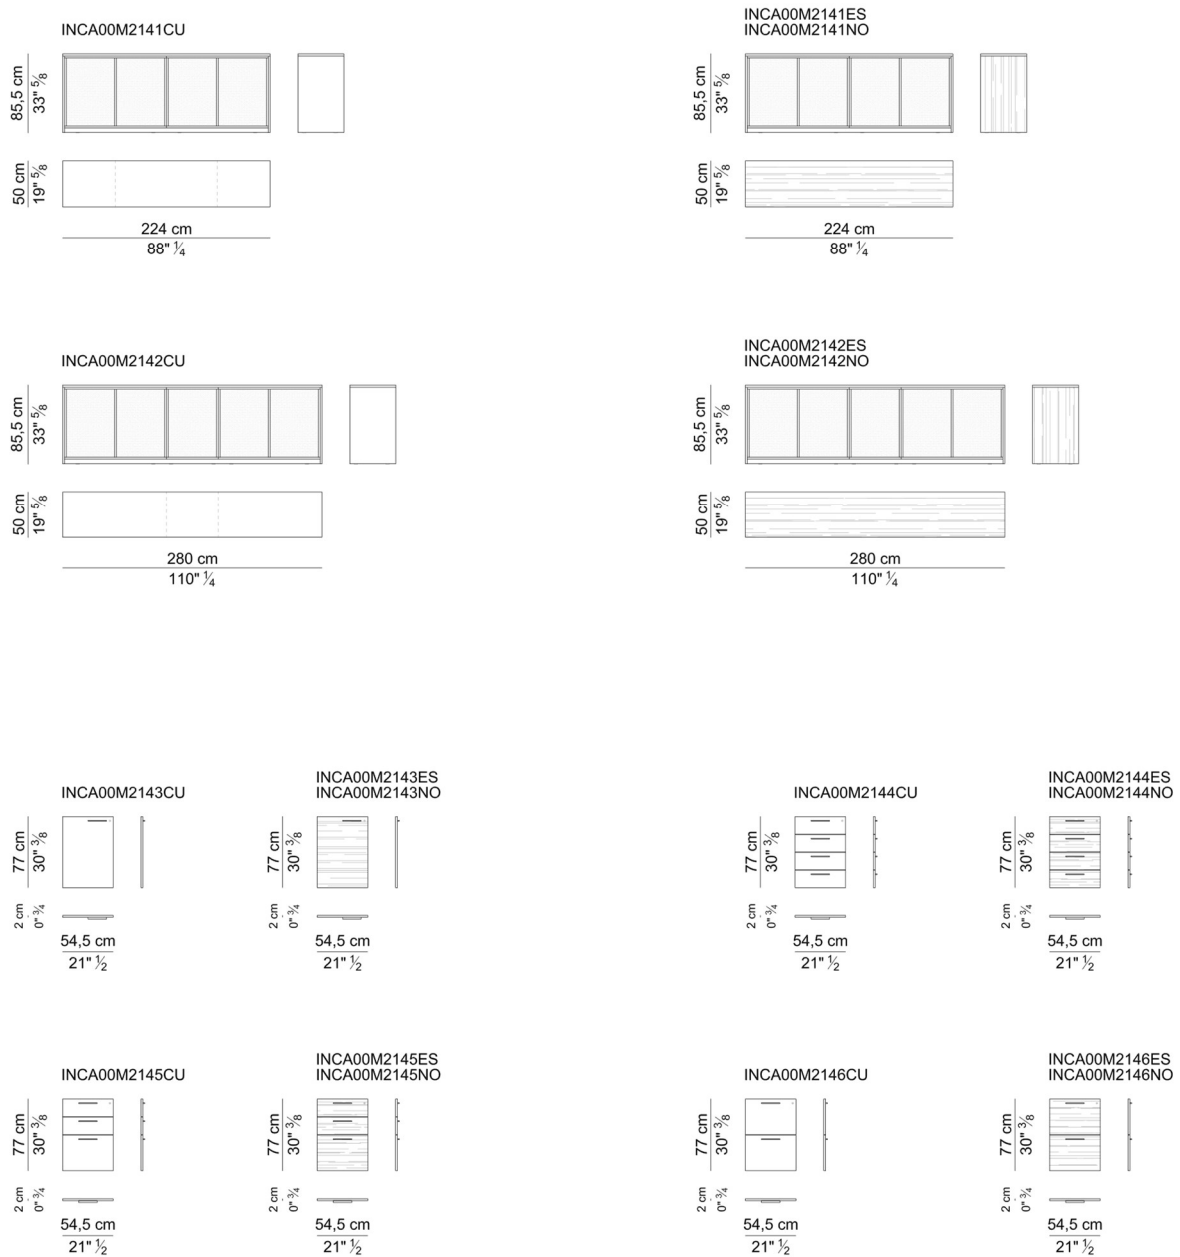 INCA00M2141CU
85,5 cm
33" 5/8
50 cm
19" 5/8
224 cm
88" 1/4
INCA00M2141ES
INCA00M2141NO
85,5 cm
33" 5/8
50 cm
19" 5/8
224 cm
88" 1/4
INCA00M2142CU
85,5 cm
33" 5/8
50 cm
19" 5/8
280 cm
110" 1/4
INCA00M2142ES
INCA00M2142NO
85,5 cm
33" 5/8
50 cm
19" 5/8
280 cm
110" 1/4
INCA00M2143CU
77 cm
30" 3/8
2 cm
0" 3/4
54,5 cm
21" 1/2
INCA00M2143ES
INCA00M2143NO
77 cm
30" 3/8
2 cm
0" 3/4
54,5 cm
21" 1/2
INCA00M2144CU
77 cm
30" 3/8
2 cm
0" 3/4
54,5 cm
21" 1/2
INCA00M2144ES
INCA00M2144NO
77 cm
30" 3/8
2 cm
0" 3/4
54,5 cm
21" 1/2
INCA00M2145CU
77 cm
30" 3/8
2 cm
0" 3/4
54,5 cm
21" 1/2
INCA00M2145ES
INCA00M2145NO
77 cm
30" 3/8
2 cm
0" 3/4
54,5 cm
21" 1/2
INCA00M2146CU
77 cm
30" 3/8
2 cm
0" 3/4
54,5 cm
21" 1/2
INCA00M2146ES
INCA00M2146NO
77 cm
30" 3/8
2 cm
0" 3/4
54,5 cm
21" 1/2